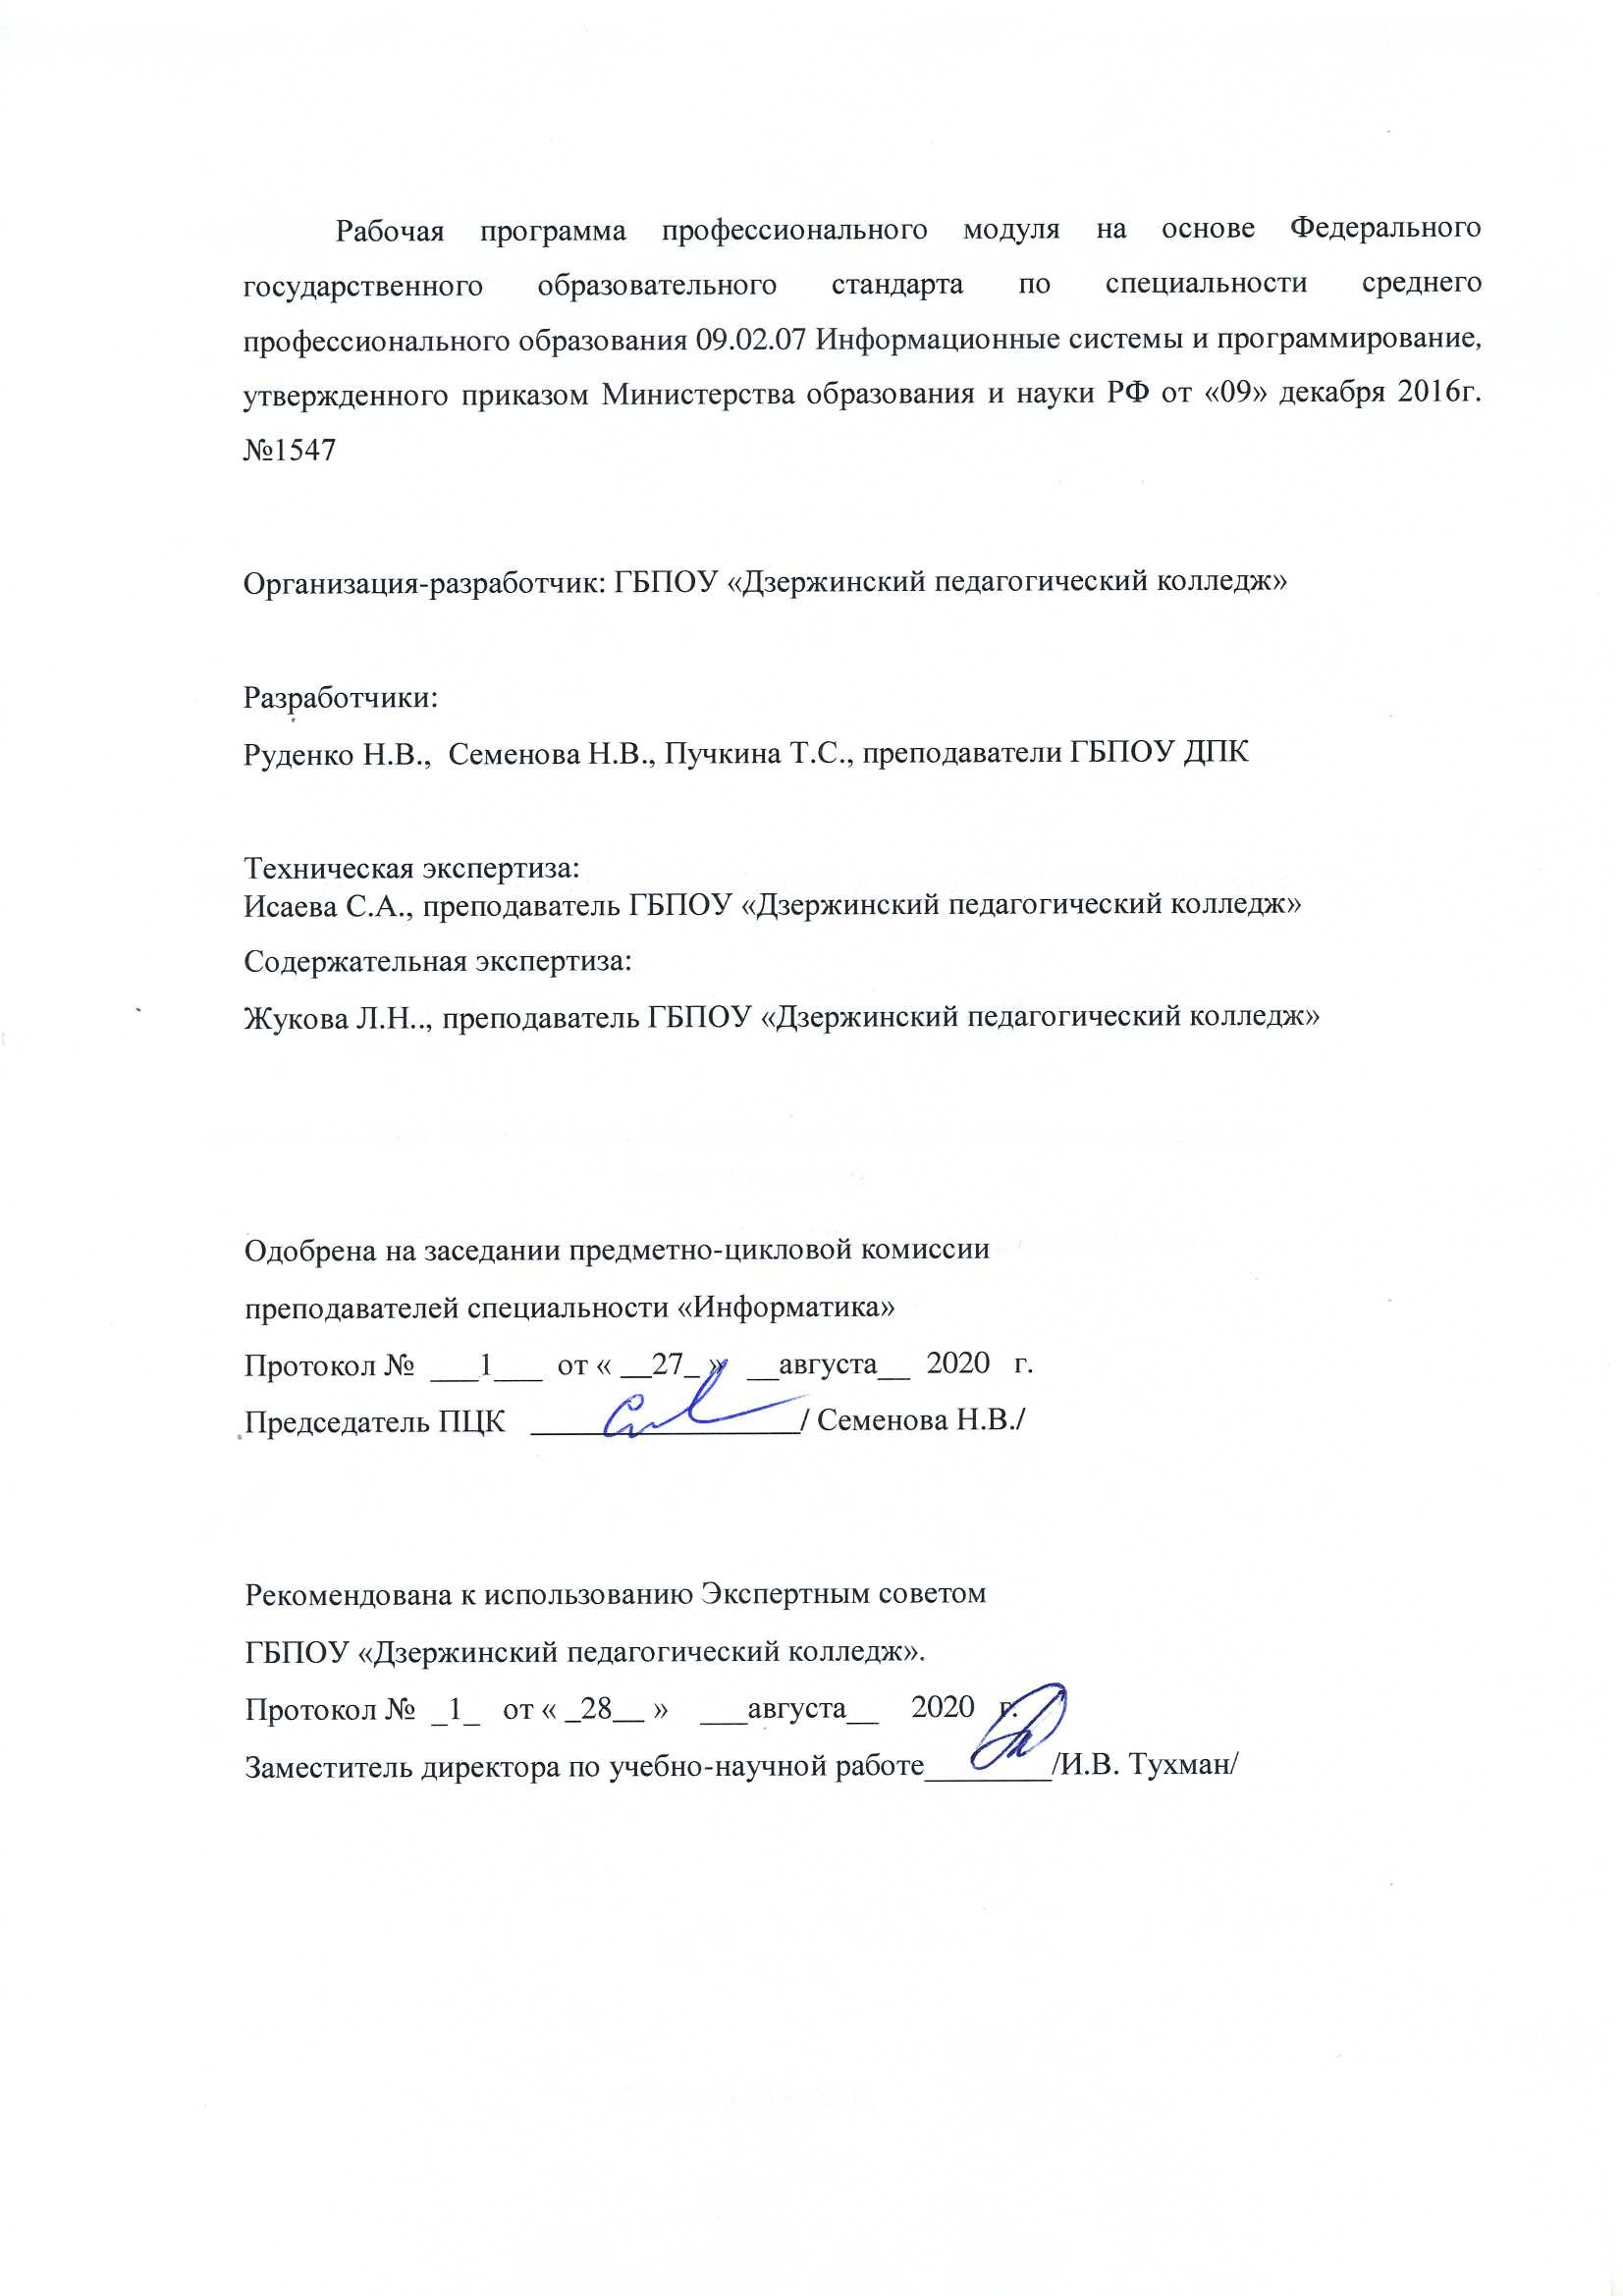 Рабочая программа профессионального модуля на основе Федерального
государственного образовательного стандарта по специальности среднего
профессионального образования 09.02.07 Информационные системы и программирование,
утвержденного приказом Министерства образования и науки РФ от «09» декабря 2016г.
№1547
Организация-разработчик: ГБПОУ «Дзержинский педагогический колледж»
Разработчики:
Руденко Н.В., Семенова Н.В., Пучкина Т.С., преподаватели ГБПОУ ДПК
Техническая экспертиза:
Исаева С.А., преподаватель ГБПОУ «Дзержинский педагогический колледж»
Содержательная экспертиза:
Жукова Л.Н.., преподаватель ГБПОУ «Дзержинский педагогический колледж»
Одобрена на заседании предметно-цикловой комиссии
преподавателей специальности «Информатика»
Протокол № ___1___ от « __27_ » __августа__ 2020 г.
Председатель ПЦК _________________/ Семенова Н.В./
Рекомендована к использованию Экспертным советом
ГБПОУ «Дзержинский педагогический колледж».
Протокол № _1_ от « _28__ » ___августа__ 2020 г.
Заместитель директора по учебно-научной работе________/И.В. Тухман/